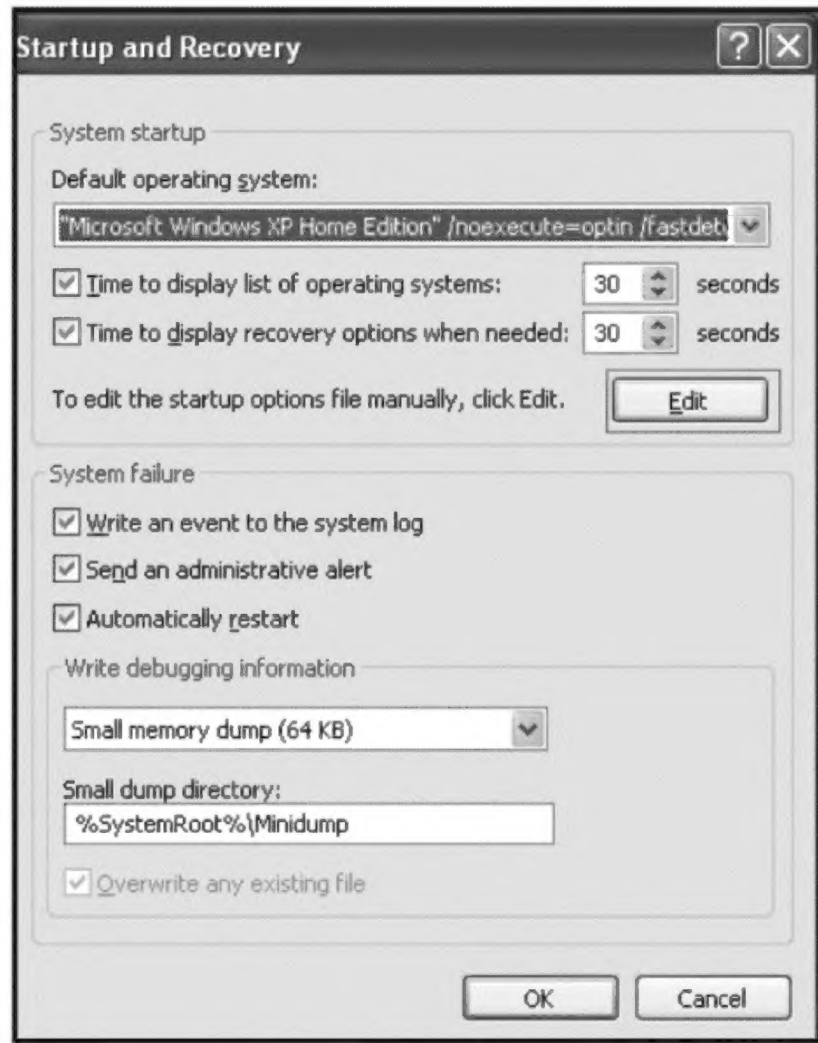 Startup and Recovery
System startup
Default operating system:
"Microsoft Windows XP Home Edition" /noexecute=optin /fastdete
Time to display list of operating systems: 30 seconds
Time to display recovery options when needed: 30 seconds
To edit the startup options file manually, click Edit. Edit
System failure
Write an event to the system log
Send an administrative alert
Automatically restart
Write debugging information
Small memory dump (64 KB)
Small dump directory:
%SystemRoot%\Minidump
Overwrite any existing file
OK Cancel